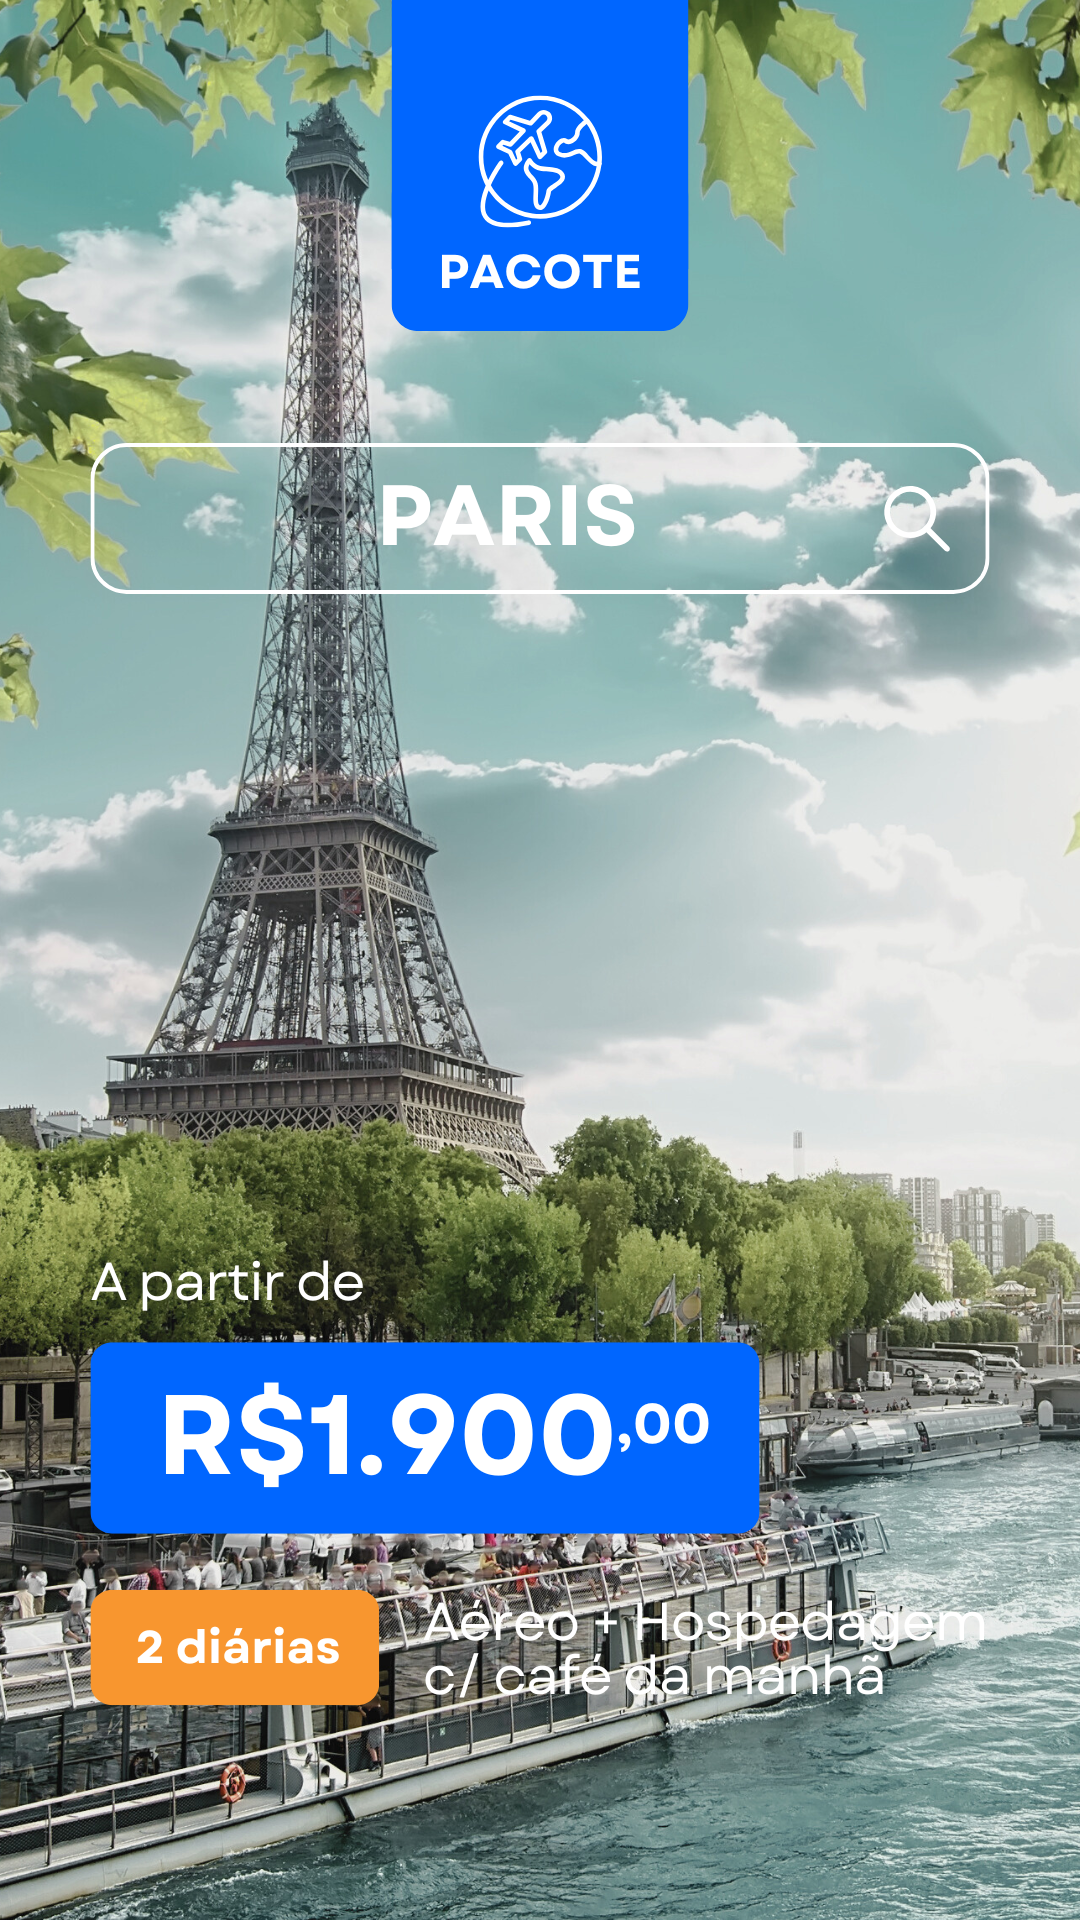 PACOTE
PARIS
A partir de
R$1.900,00
2 diárias
Aéreo + Hospedagem
c/ café da manhã